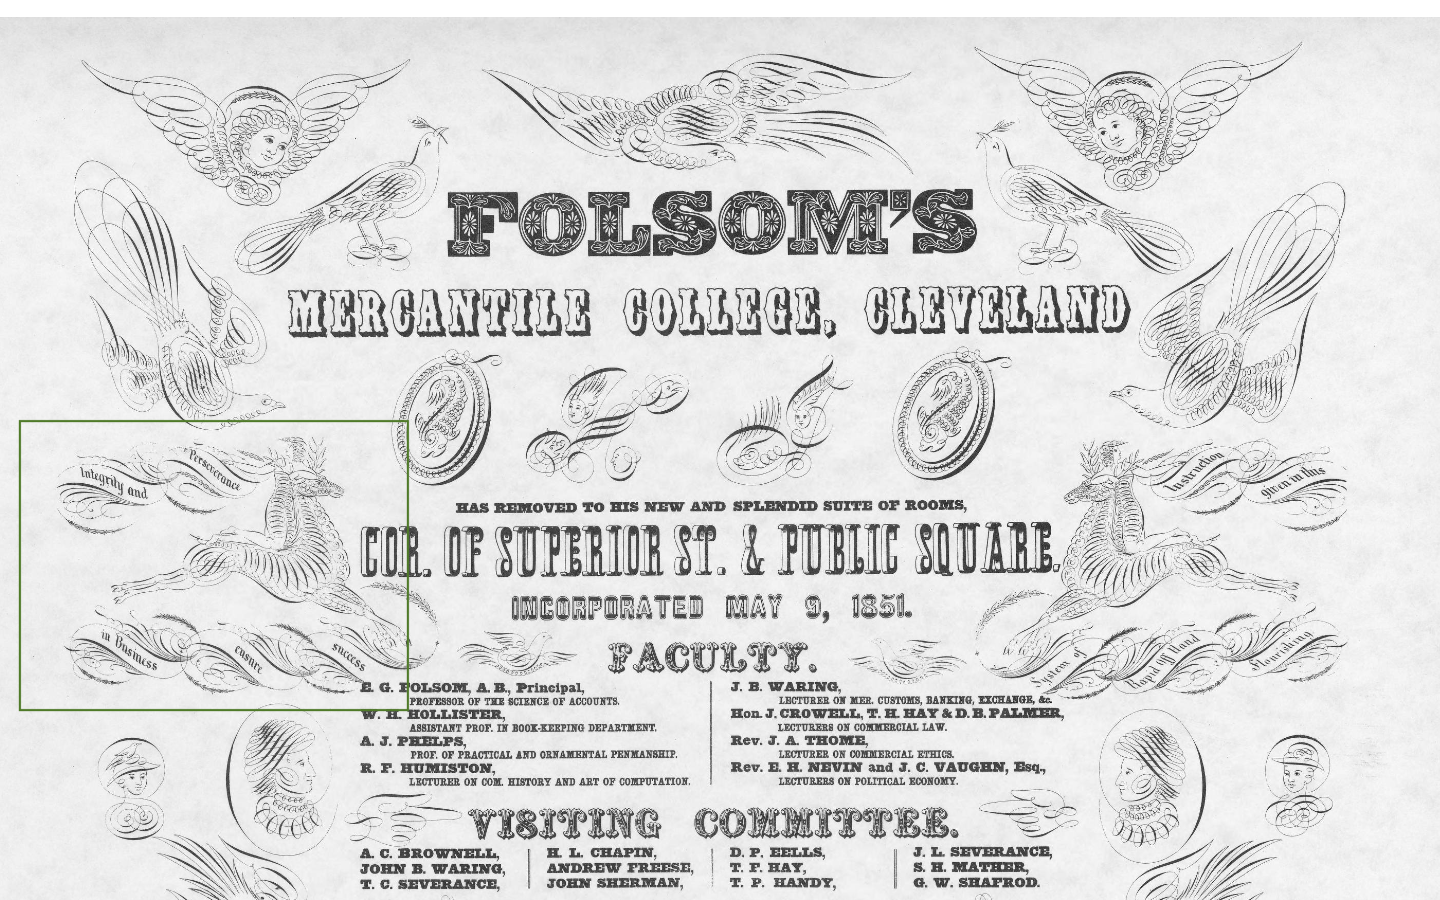 FOLSOM'S
MERCANTILE COLLEGE, CLEVELAND
Integrity and
Perseverance
Instruction
given in this
HAS REMOVED TO HIS NEW AND SPLENDID SUITE OF ROOMS,
COR. OF SUPERIOR ST. & PUBLIC SQUARE.
INCORPORATED MAY 9, 1851.
in Business
ensure
success
System of
Rapid off Hand
Flourishing
FACULTY.
E. G. FOLSOM, A. B., Principal,
PROFESSOR OF THE SCIENCE OF ACCOUNTS.
W. H. HOLLISTER,
ASSISTANT PROF. IN BOOK-KEEPING DEPARTMENT.
A. J. PHELPS,
PROF. OF PRACTICAL AND ORNAMENTAL PENMANSHIP.
R. F. HUMISTON,
LECTURER ON COM. HISTORY AND ART OF COMPUTATION.
J. B. WARING,
LECTURER ON MER. CUSTOMS, BANKING, EXCHANGE, &c.
Hon. J. CROWELL, T. H. HAY & D. B. PALMER,
LECTURERS ON COMMERCIAL LAW.
Rev. J. A. THOME,
LECTURER ON COMMERCIAL ETHICS.
Rev. E. H. NEVIN and J. C. VAUGHN, Esq.,
LECTURERS ON POLITICAL ECONOMY.
VISITING COMMITTEE.
A. C. BROWNELL,
JOHN B. WARING,
T. C. SEVERANCE,
H. L. CHAPIN,
ANDREW FREESE,
JOHN SHERMAN,
D. P. EELLS,
T. F. HAY,
T. P. HANDY,
J. L. SEVERANCE,
S. H. MATHER,
G. W. SHAFROD.